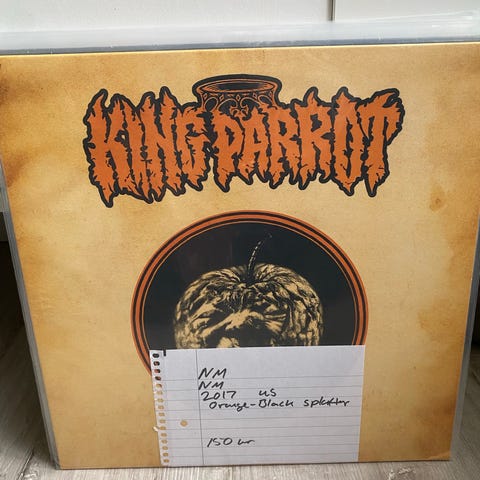 KING PARROT
NM
NM
2017 US
Orange-Black splatter
150 kr